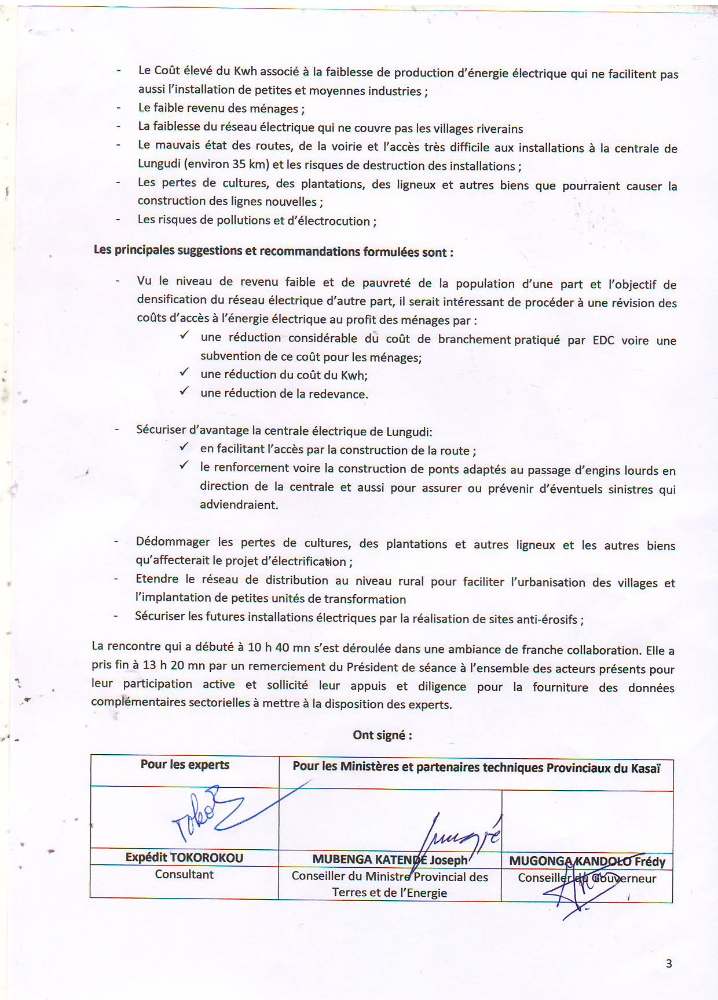 - Le Coût élevé du Kwh associé à la faiblesse de production d'énergie électrique qui ne facilitent pas
aussi l'installation de petites et moyennes industries ;
- Le faible revenu des ménages ;
- La faiblesse du réseau électrique qui ne couvre pas les villages riverains
- Le mauvais état des routes, de la voirie et l'accès très difficile aux installations à la centrale de
Lungudi (environ 35 km) et les risques de destruction des installations ;
- Les pertes de cultures, des plantations, des ligneux et autres biens que pourraient causer la
construction des lignes nouvelles ;
- Les risques de pollutions et d'électrocution ;
Les principales suggestions et recommandations formulées sont :
- Vu le niveau de revenu faible et de pauvreté de la population d'une part et l'objectif de
densification du réseau électrique d'autre part, il serait intéressant de procéder à une révision des
coûts d'accès à l'énergie électrique au profit des ménages par :
✓ une réduction considérable du coût de branchement pratiqué par EDC voire une
subvention de ce coût pour les ménages;
✓ une réduction du coût du Kwh;
✓ une réduction de la redevance.
- Sécuriser d'avantage la centrale électrique de Lungudi:
✓ en facilitant l'accès par la construction de la route ;
✓ le renforcement voire la construction de ponts adaptés au passage d'engins lourds en
direction de la centrale et aussi pour assurer ou prévenir d'éventuels sinistres qui
adviendraient.
- Dédommager les pertes de cultures, des plantations et autres ligneux et les autres biens
qu'affecterait le projet d'électrification ;
- Etendre le réseau de distribution au niveau rural pour faciliter l'urbanisation des villages et
l'implantation de petites unités de transformation
- Sécuriser les futures installations électriques par la réalisation de sites anti-érosifs ;
La rencontre qui a débuté à 10 h 40 mn s'est déroulée dans une ambiance de franche collaboration. Elle a
pris fin à 13 h 20 mn par un remerciement du Président de séance à l'ensemble des acteurs présents pour
leur participation active et sollicité leur appuis et diligence pour la fourniture des données
complémentaires sectorielles à mettre à la disposition des experts.
Ont signé :
Pour les experts Pour les Ministères et partenaires techniques Provinciaux du Kasaï
Expédit TOKOROKOU MUBENGA KATENDE Joseph MUGONGA KANDOLO Frédy
Consultant Conseiller du Ministre Provincial des Conseiller du Gouverneur
Terres et de l'Energie
3